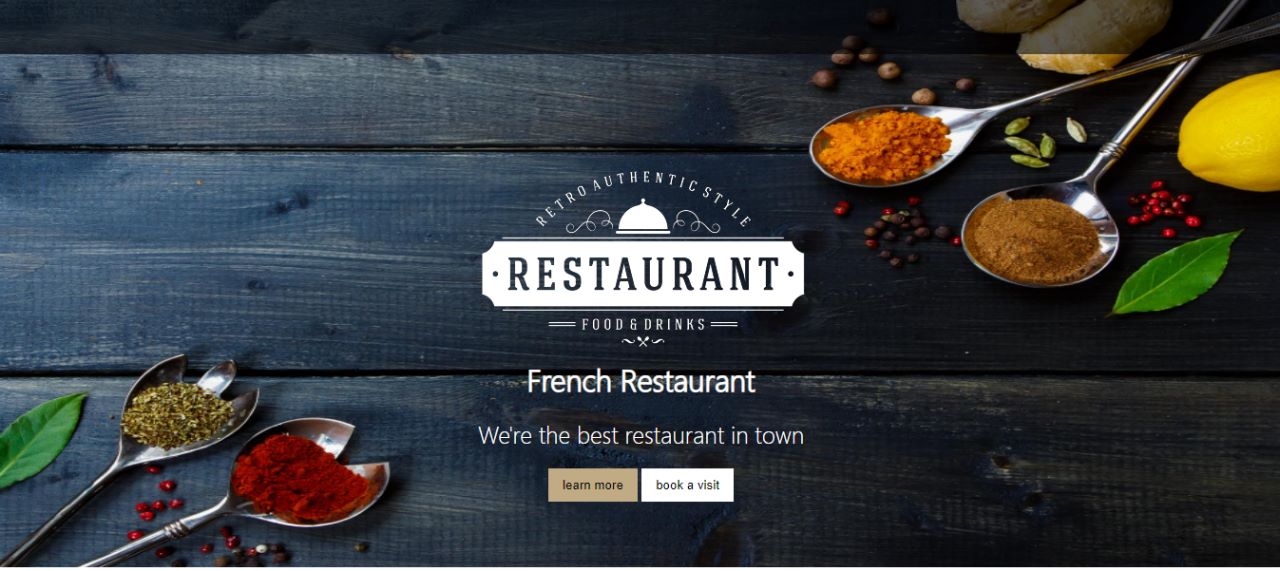 RETRO AUTHENTIC STYLE
· RESTAURANT ·
FOOD & DRINKS
French Restaurant
We're the best restaurant in town
learn more book a visit